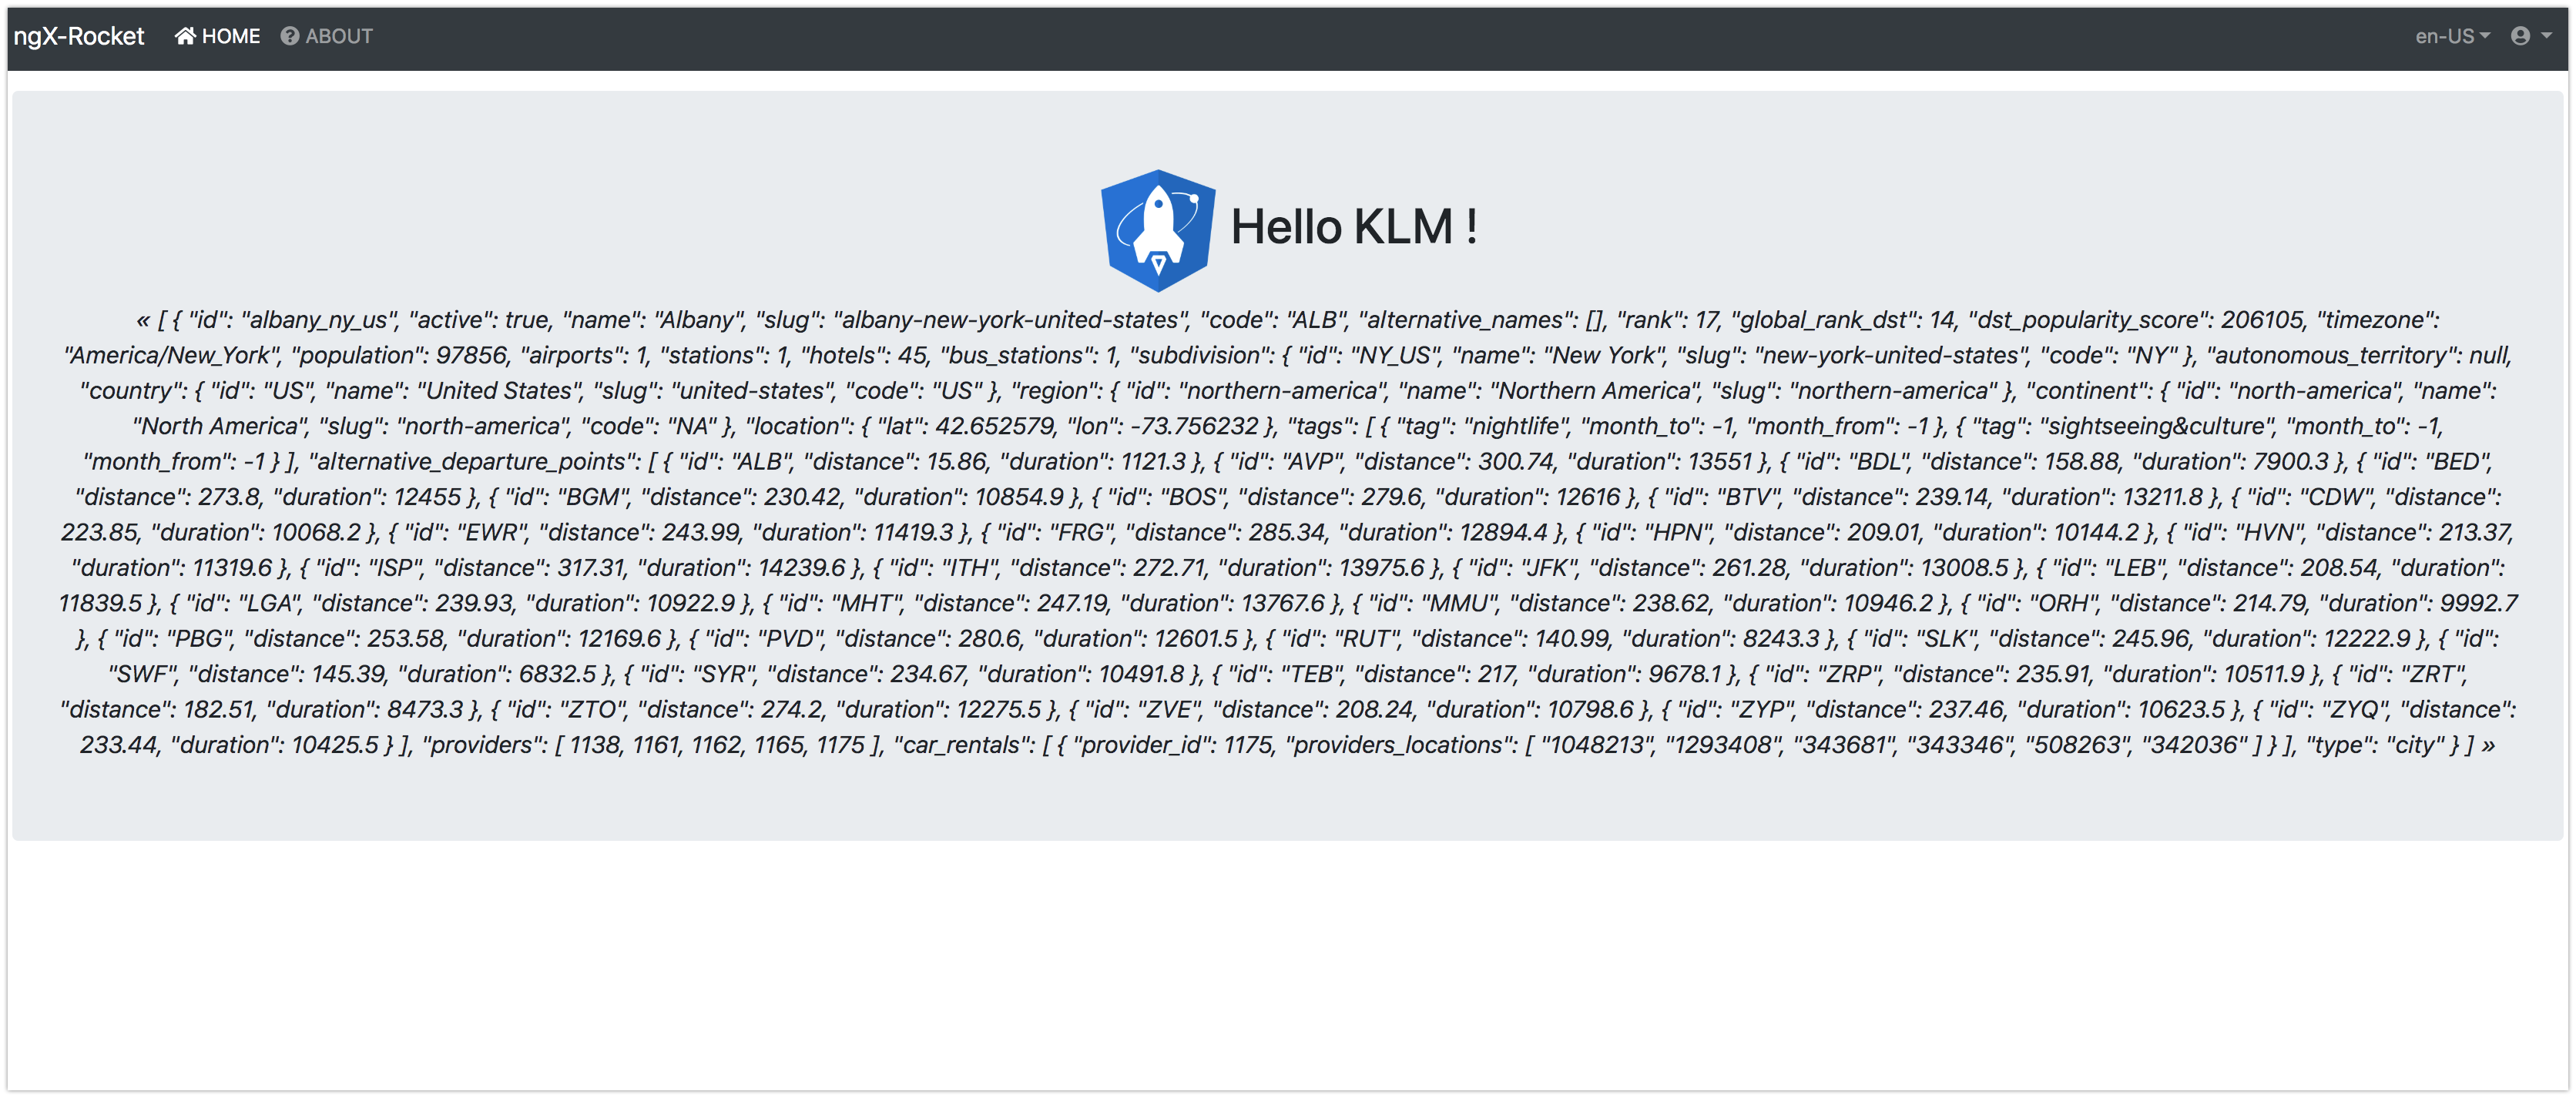 ngX-Rocket HOME ABOUT en-US
Hello KLM !
« [ { "id": "albany_ny_us", "active": true, "name": "Albany", "slug": "albany-new-york-united-states", "code": "ALB", "alternative_names": [], "rank": 17, "global_rank_dst": 14, "dst_popularity_score": 206105, "timezone":
"America/New_York", "population": 97856, "airports": 1, "stations": 1, "hotels": 45, "bus_stations": 1, "subdivision": { "id": "NY_US", "name": "New York", "slug": "new-york-united-states", "code": "NY" }, "autonomous_territory": null,
"country": { "id": "US", "name": "United States", "slug": "united-states", "code": "US" }, "region": { "id": "northern-america", "name": "Northern America", "slug": "northern-america" }, "continent": { "id": "north-america", "name":
"North America", "slug": "north-america", "code": "NA" }, "location": { "lat": 42.652579, "lon": -73.756232 }, "tags": [ { "tag": "nightlife", "month_to": -1, "month_from": -1 }, { "tag": "sightseeing&culture", "month_to": -1,
"month_from": -1 } ], "alternative_departure_points": [ { "id": "ALB", "distance": 15.86, "duration": 1121.3 }, { "id": "AVP", "distance": 300.74, "duration": 13551 }, { "id": "BDL", "distance": 158.88, "duration": 7900.3 }, { "id": "BED",
"distance": 273.8, "duration": 12455 }, { "id": "BGM", "distance": 230.42, "duration": 10854.9 }, { "id": "BOS", "distance": 279.6, "duration": 12616 }, { "id": "BTV", "distance": 239.14, "duration": 13211.8 }, { "id": "CDW", "distance":
223.85, "duration": 10068.2 }, { "id": "EWR", "distance": 243.99, "duration": 11419.3 }, { "id": "FRG", "distance": 285.34, "duration": 12894.4 }, { "id": "HPN", "distance": 209.01, "duration": 10144.2 }, { "id": "HVN", "distance": 213.37,
"duration": 11319.6 }, { "id": "ISP", "distance": 317.31, "duration": 14239.6 }, { "id": "ITH", "distance": 272.71, "duration": 13975.6 }, { "id": "JFK", "distance": 261.28, "duration": 13008.5 }, { "id": "LEB", "distance": 208.54, "duration":
11839.5 }, { "id": "LGA", "distance": 239.93, "duration": 10922.9 }, { "id": "MHT", "distance": 247.19, "duration": 13767.6 }, { "id": "MMU", "distance": 238.62, "duration": 10946.2 }, { "id": "ORH", "distance": 214.79, "duration": 9992.7
}, { "id": "PBG", "distance": 253.58, "duration": 12169.6 }, { "id": "PVD", "distance": 280.6, "duration": 12601.5 }, { "id": "RUT", "distance": 140.99, "duration": 8243.3 }, { "id": "SLK", "distance": 245.96, "duration": 12222.9 }, { "id":
"SWF", "distance": 145.39, "duration": 6832.5 }, { "id": "SYR", "distance": 234.67, "duration": 10491.8 }, { "id": "TEB", "distance": 217, "duration": 9678.1 }, { "id": "ZRP", "distance": 235.91, "duration": 10511.9 }, { "id": "ZRT",
"distance": 182.51, "duration": 8473.3 }, { "id": "ZTO", "distance": 274.2, "duration": 12275.5 }, { "id": "ZVE", "distance": 208.24, "duration": 10798.6 }, { "id": "ZYP", "distance": 237.46, "duration": 10623.5 }, { "id": "ZYQ", "distance":
233.44, "duration": 10425.5 } ], "providers": [ 1138, 1161, 1162, 1165, 1175 ], "car_rentals": [ { "provider_id": 1175, "providers_locations": [ "1048213", "1293408", "343681", "343346", "508263", "342036" ] } ], "type": "city" } ] »